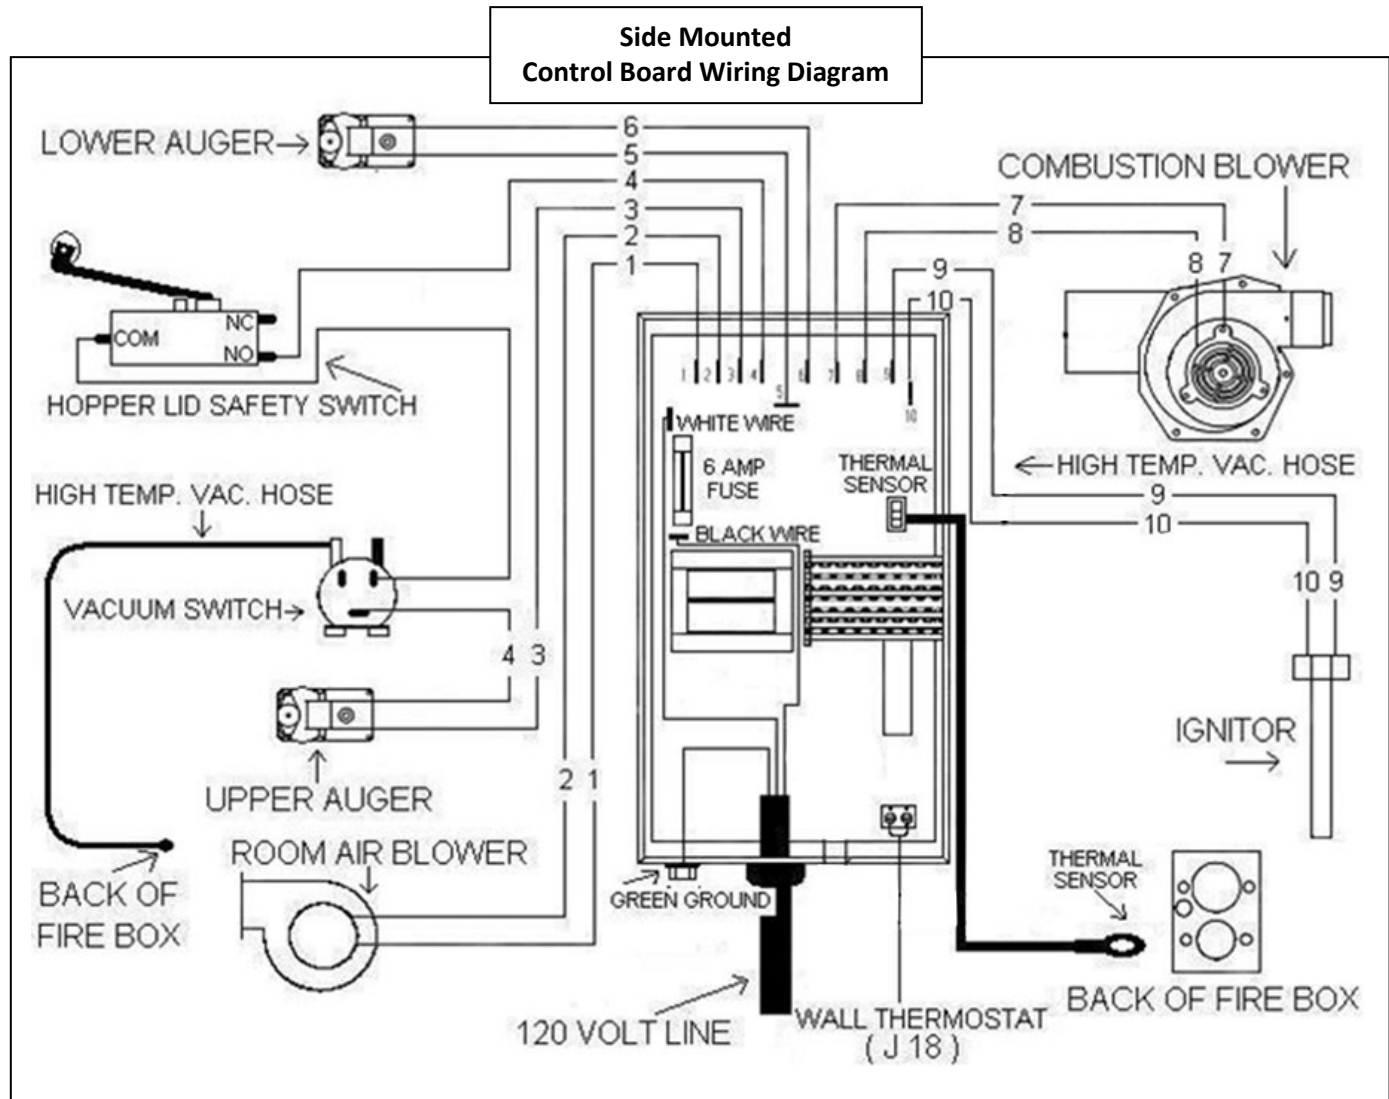 Side Mounted
Control Board Wiring Diagram
LOWER AUGER
6
5
4
3
2
1
COMBUSTION BLOWER
7
8
8 7
9
10
NC
COM
NO
HOPPER LID SAFETY SWITCH
1 2 3 4 6 7 8 9
5
10
WHITE WIRE
6 AMP
FUSE
BLACK WIRE
THERMAL
SENSOR
HIGH TEMP. VAC. HOSE
9
10
10 9
HIGH TEMP. VAC. HOSE
VACUUM SWITCH
4 3
UPPER AUGER
2 1
IGNITOR
ROOM AIR BLOWER
BACK OF
FIRE BOX
GREEN GROUND
THERMAL
SENSOR
BACK OF FIRE BOX
120 VOLT LINE
WALL THERMOSTAT
( J 18 )